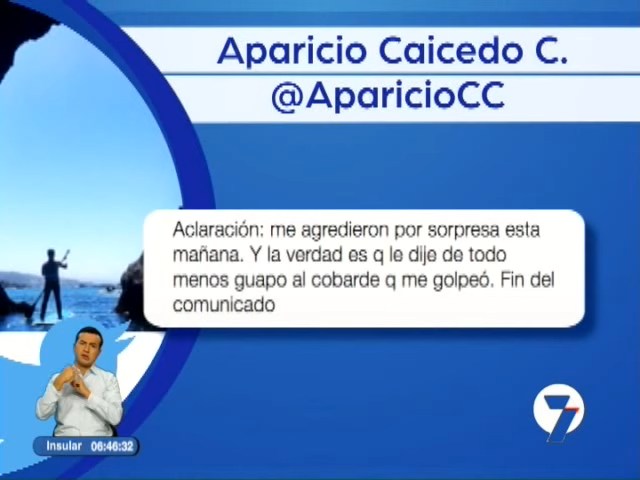 Aparicio Caicedo C.
@AparicioCC
Aclaración: me agredieron por sorpresa esta
mañana. Y la verdad es q le dije de todo
menos guapo al cobarde q me golpeó. Fin del
comunicado
7
Insular 06:46:32